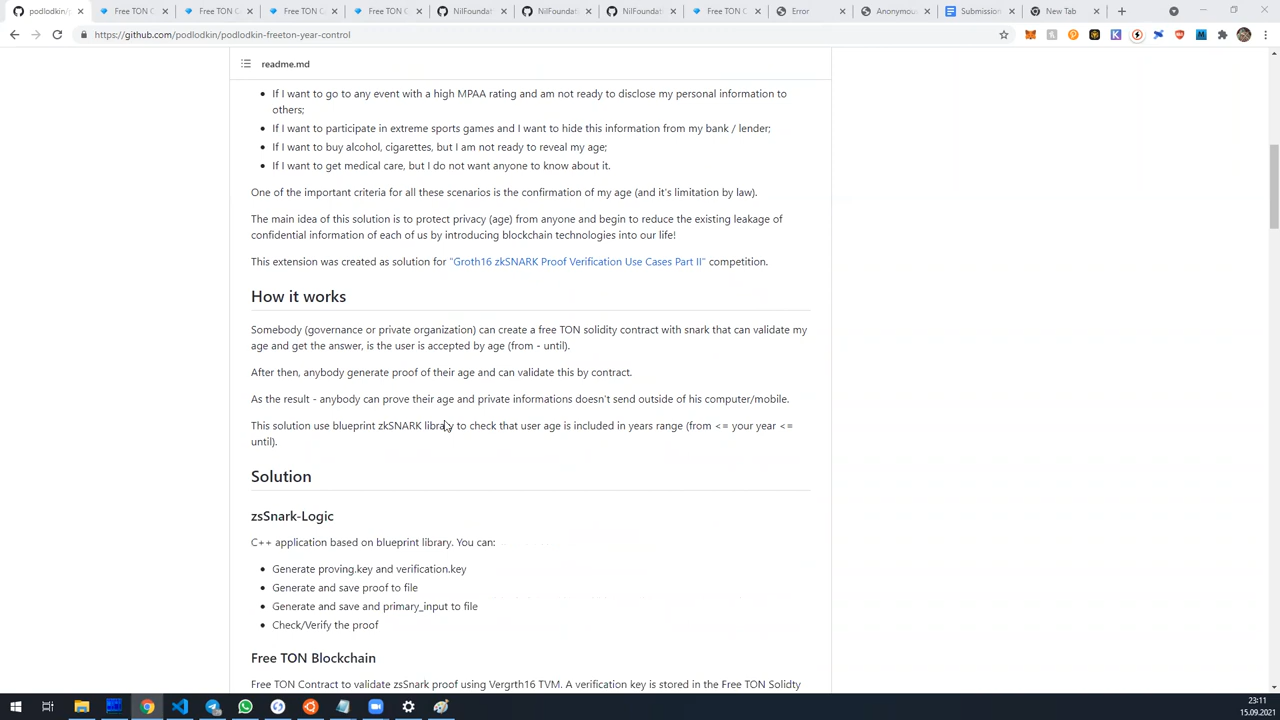 podlodkin/
Free TON C
Free TON G
Free TON C
Free TON C
NilFoundat
NilFoundat
NilFoundat
Free TON C
Error
Anonymous
Submission
New Tab
https://github.com/podlodkin/podlodkin-freeton-year-control
readme.md
If I want to go to any event with a high MPAA rating and am not ready to disclose my personal information to
others;
If I want to participate in extreme sports games and I want to hide this information from my bank / lender;
If I want to buy alcohol, cigarettes, but I am not ready to reveal my age;
If I want to get medical care, but I do not want anyone to know about it.
One of the important criteria for all these scenarios is the confirmation of my age (and it's limitation by law).
The main idea of this solution is to protect privacy (age) from anyone and begin to reduce the existing leakage of
confidential information of each of us by introducing blockchain technologies into our life!
This extension was created as solution for "Groth16 zkSNARK Proof Verification Use Cases Part II" competition.
How it works
Somebody (governance or private organization) can create a free TON solidity contract with snark that can validate my
age and get the answer, is the user is accepted by age (from - until).
After then, anybody generate proof of their age and can validate this by contract.
As the result - anybody can prove their age and private informations doesn't send outside of his computer/mobile.
This solution use blueprint zkSNARK library to check that user age is included in years range (from <= your year <=
until).
Solution
zsSnark-Logic
C++ application based on blueprint library. You can:
Generate proving.key and verification.key
Generate and save proof to file
Generate and save and primary_input to file
Check/Verify the proof
Free TON Blockchain
Free TON Contract to validate zsSnark proof using Vergrth16 TVM. A verification key is stored in the Free TON Solidty
23:11
15.09.2021